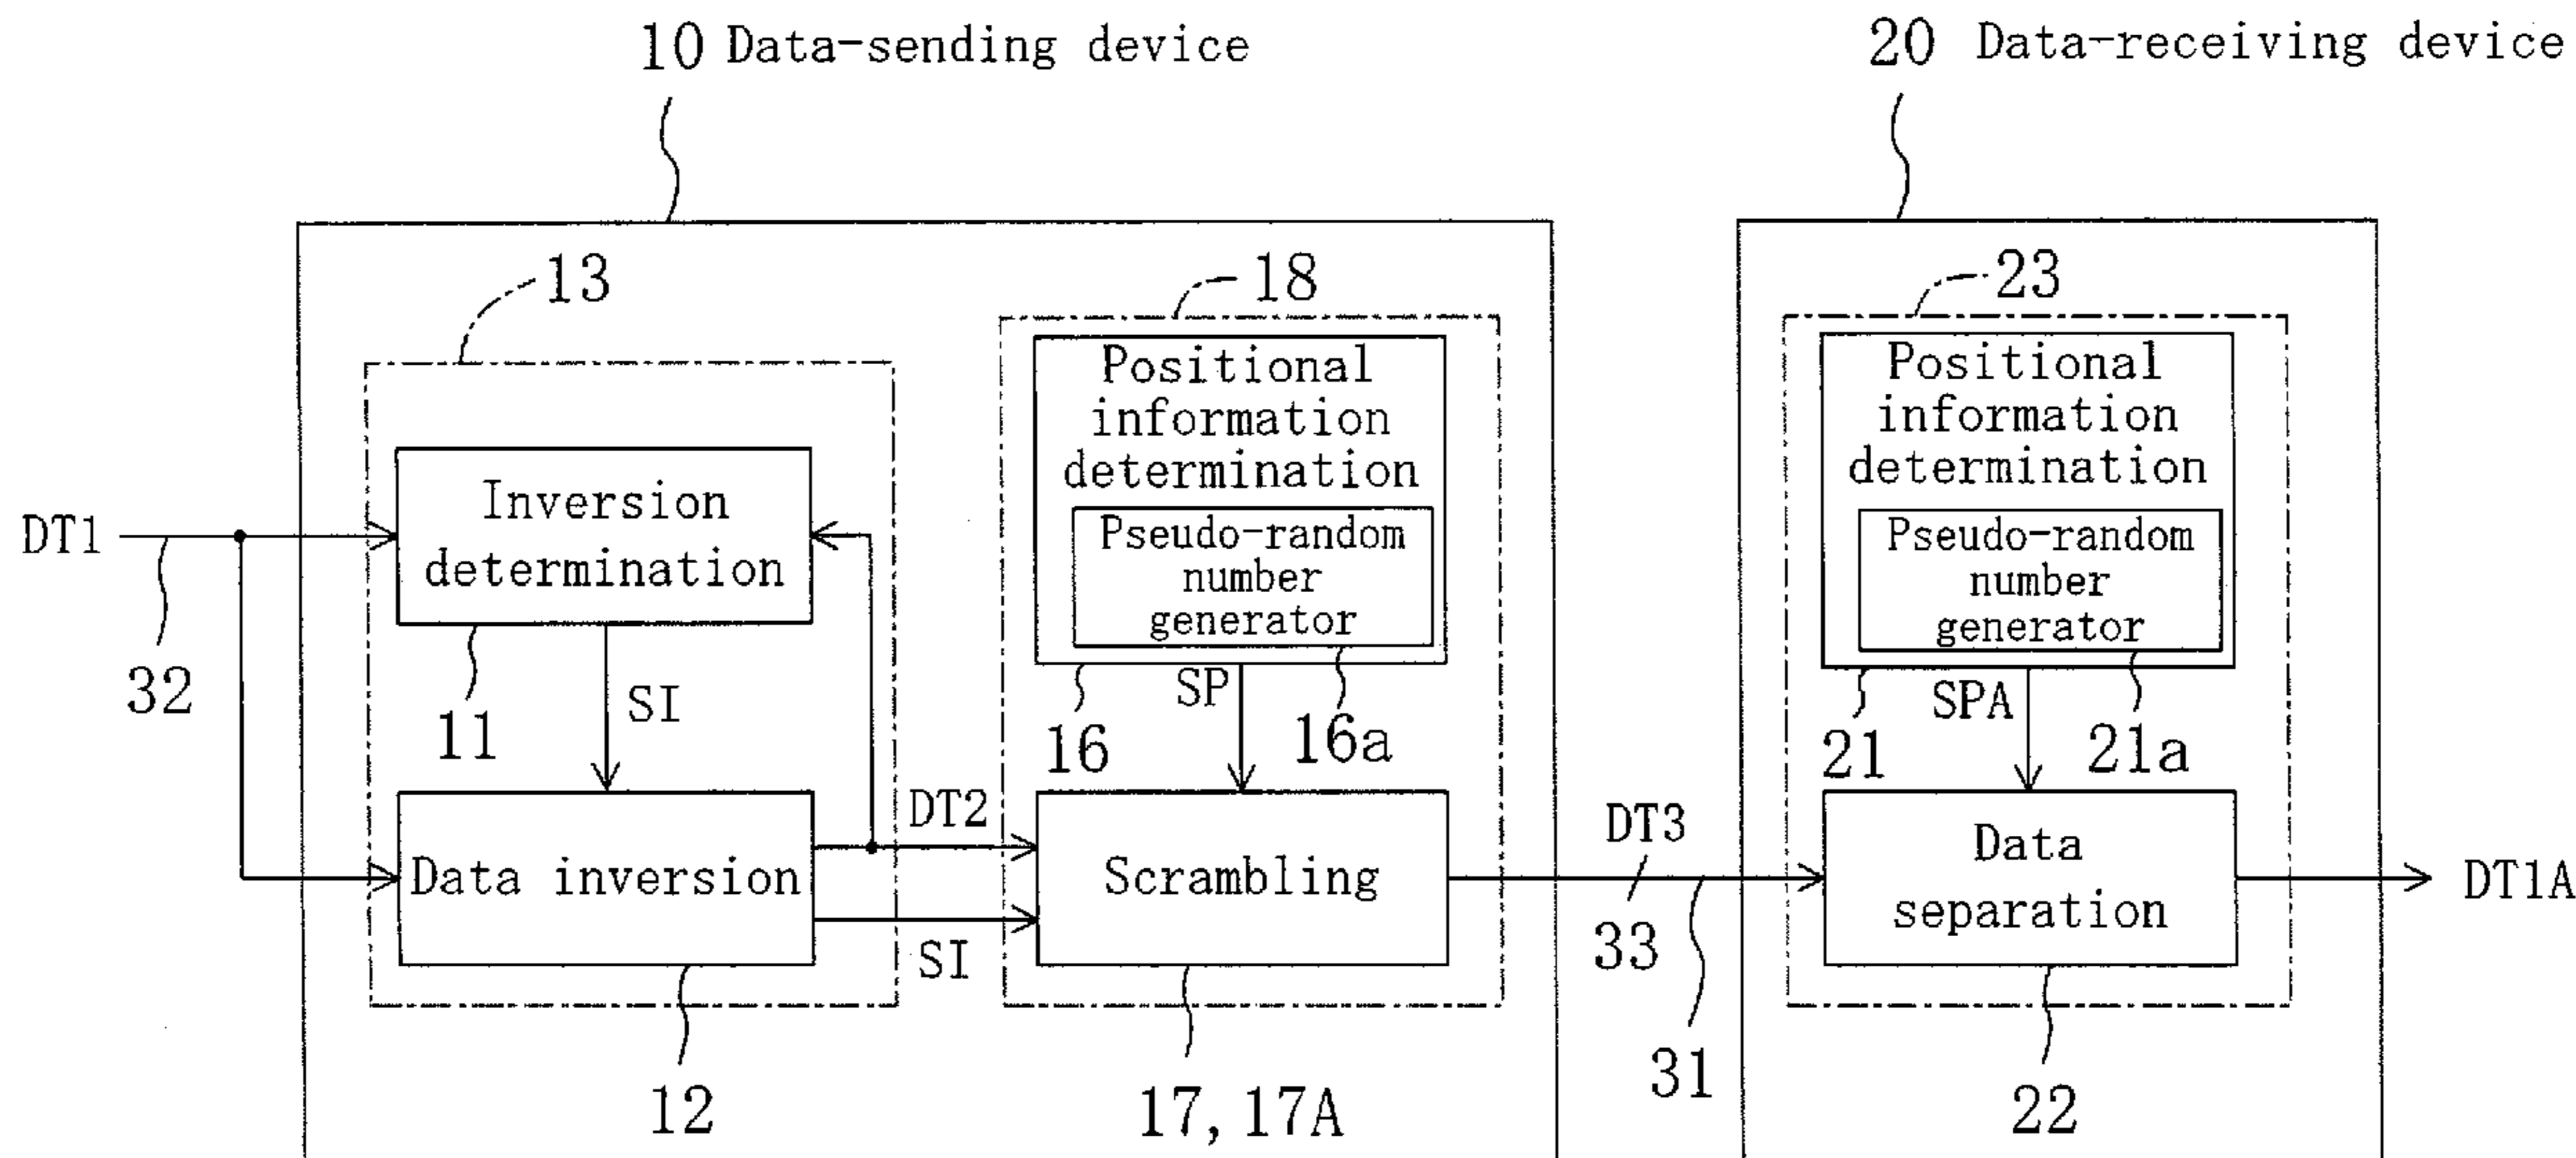 10 Data-sending device
20 Data-receiving device
13
18
23
Positional
information
determination
Pseudo-random
number
generator
Positional
information
determination
Pseudo-random
number
generator
Inversion
determination
DT1
32
11
SI
16
SP
16a
21
SPA
21a
Data inversion
DT2
SI
Scrambling
DT3
33
31
Data
separation
DT1A
12
17, 17A
22